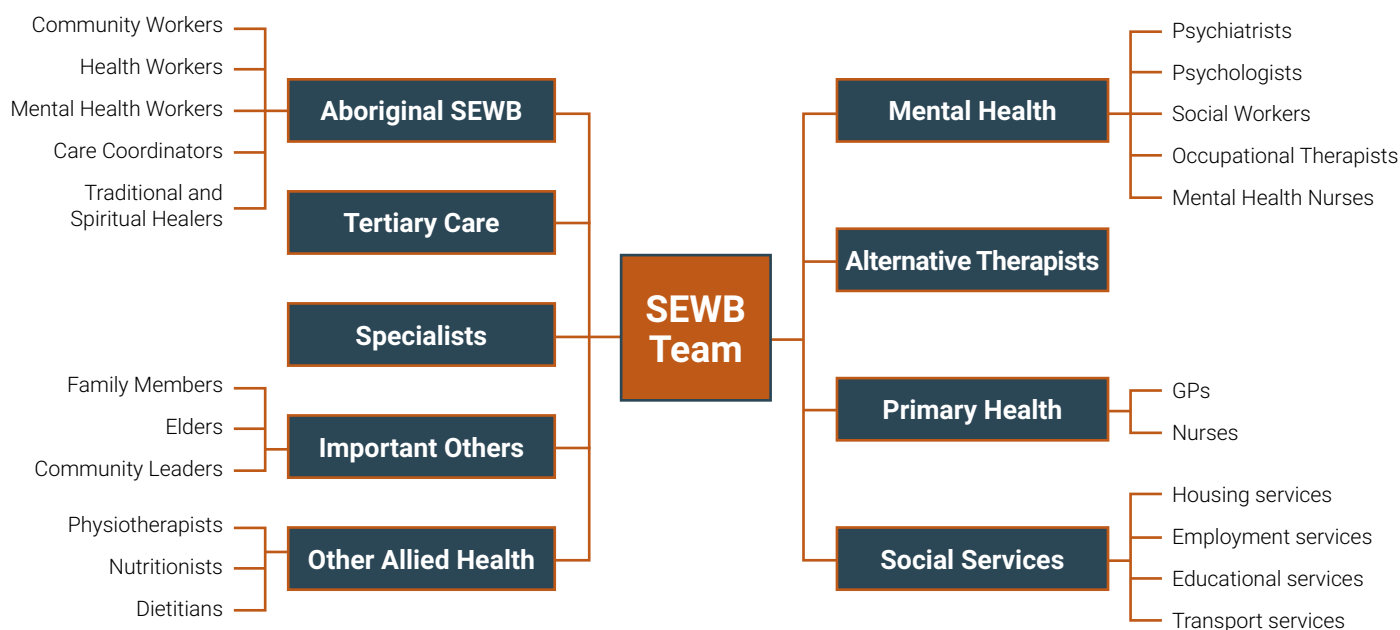 Community Workers
Health Workers
Mental Health Workers
Care Coordinators
Traditional and
Spiritual Healers
Aboriginal SEWB
Tertiary Care
Specialists
Family Members
Elders
Community Leaders
Important Others
Physiotherapists
Nutritionists
Dietitians
Other Allied Health
SEWB
Team
Mental Health
Psychiatrists
Psychologists
Social Workers
Occupational Therapists
Mental Health Nurses
Alternative Therapists
Primary Health
GPs
Nurses
Social Services
Housing services
Employment services
Educational services
Transport services